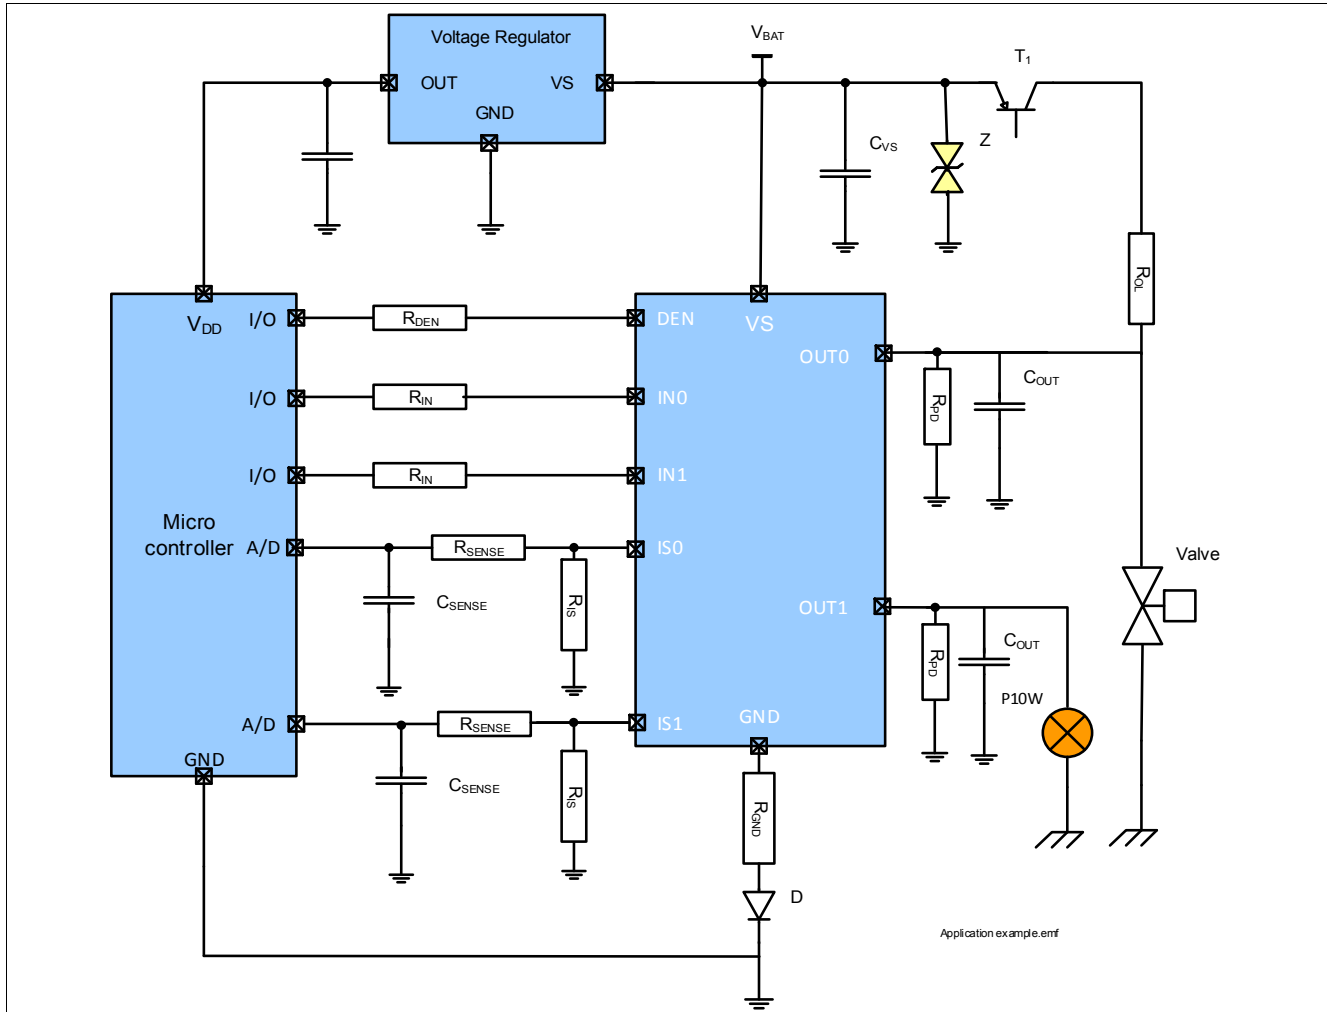 Voltage Regulator
OUT
VS
GND
VBAT
T1
CVS
Z
ROL
VDD
I/O
RDEN
DEN
VS
OUT0
COUT
RPD
I/O
RIN
IN0
I/O
RIN
IN1
Micro
controller
A/D
RSENSE
IS0
CSENSE
RIS
Valve
OUT1
COUT
RPD
P10W
A/D
RSENSE
IS1
GND
GND
CSENSE
RIS
RGND
D
Application example.emf